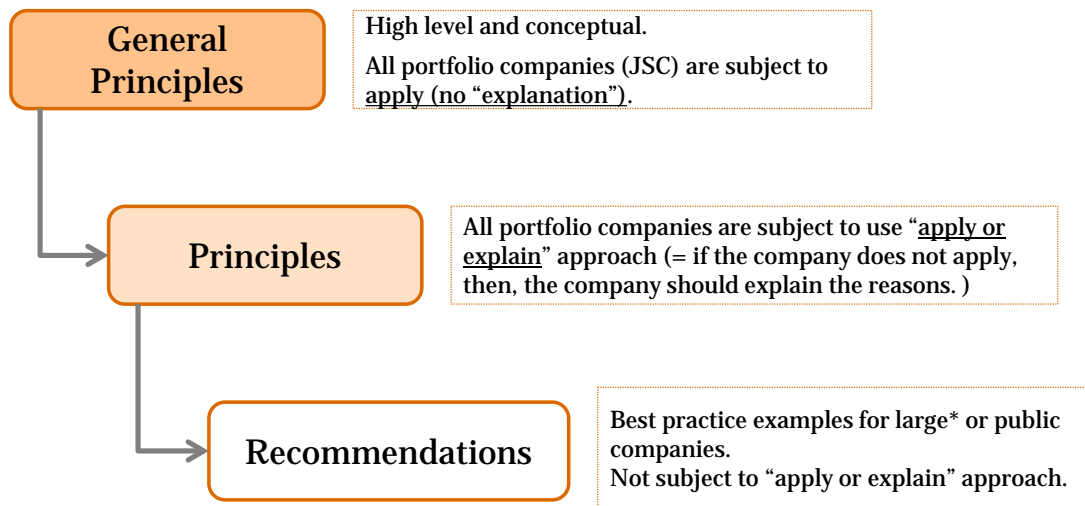 General
Principles
High level and conceptual.
All portfolio companies (JSC) are subject to
apply (no “explanation”).
Principles
All portfolio companies are subject to use “apply or
explain” approach (= if the company does not apply,
then, the company should explain the reasons. )
Recommendations
Best practice examples for large* or public
companies.
Not subject to “apply or explain” approach.